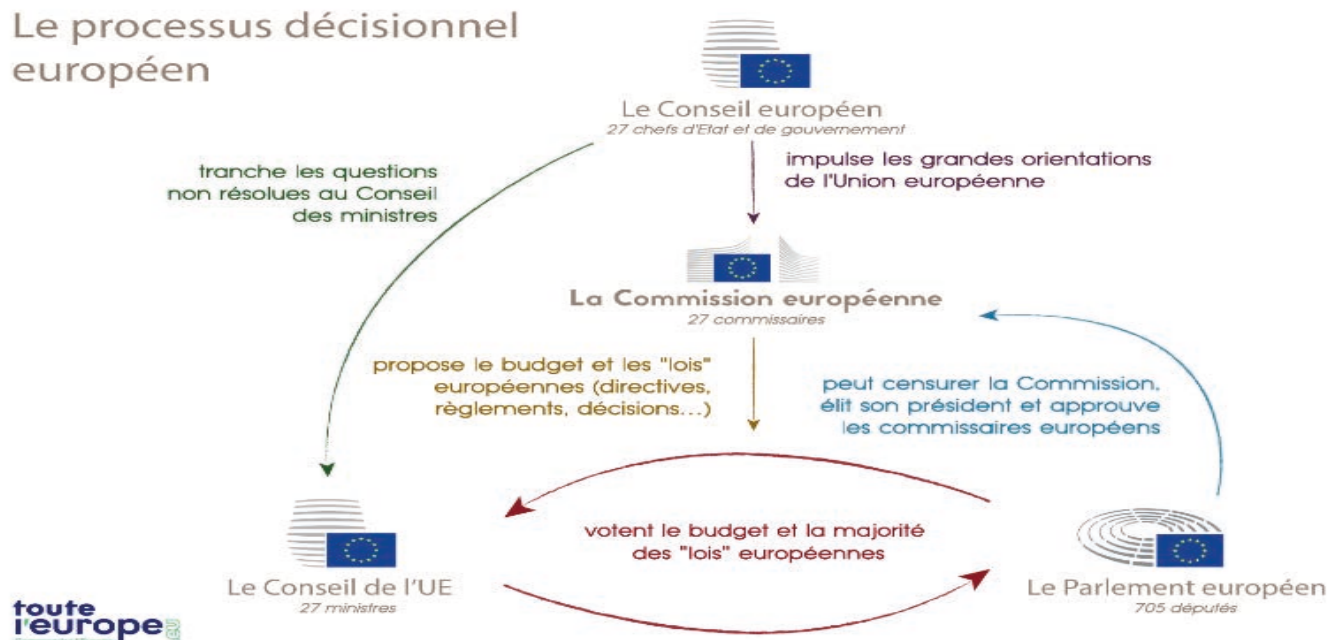 Le processus décisionnel
européen
Le Conseil européen
27 chefs d'Etat et de gouvernement
tranche les questions
non résolues au Conseil
des ministres
impulse les grandes orientations
de l'Union européenne
La Commission européenne
27 commissaires
propose le budget et les "lois"
européennes (directives,
règlements, décisions...)
peut censurer la Commission,
élit son président et approuve
les commissaires européens
votent le budget et la majorité
des "lois" européennes
Le Conseil de l'UE
27 ministres
Le Parlement européen
705 députés
toute
l'europe.eu